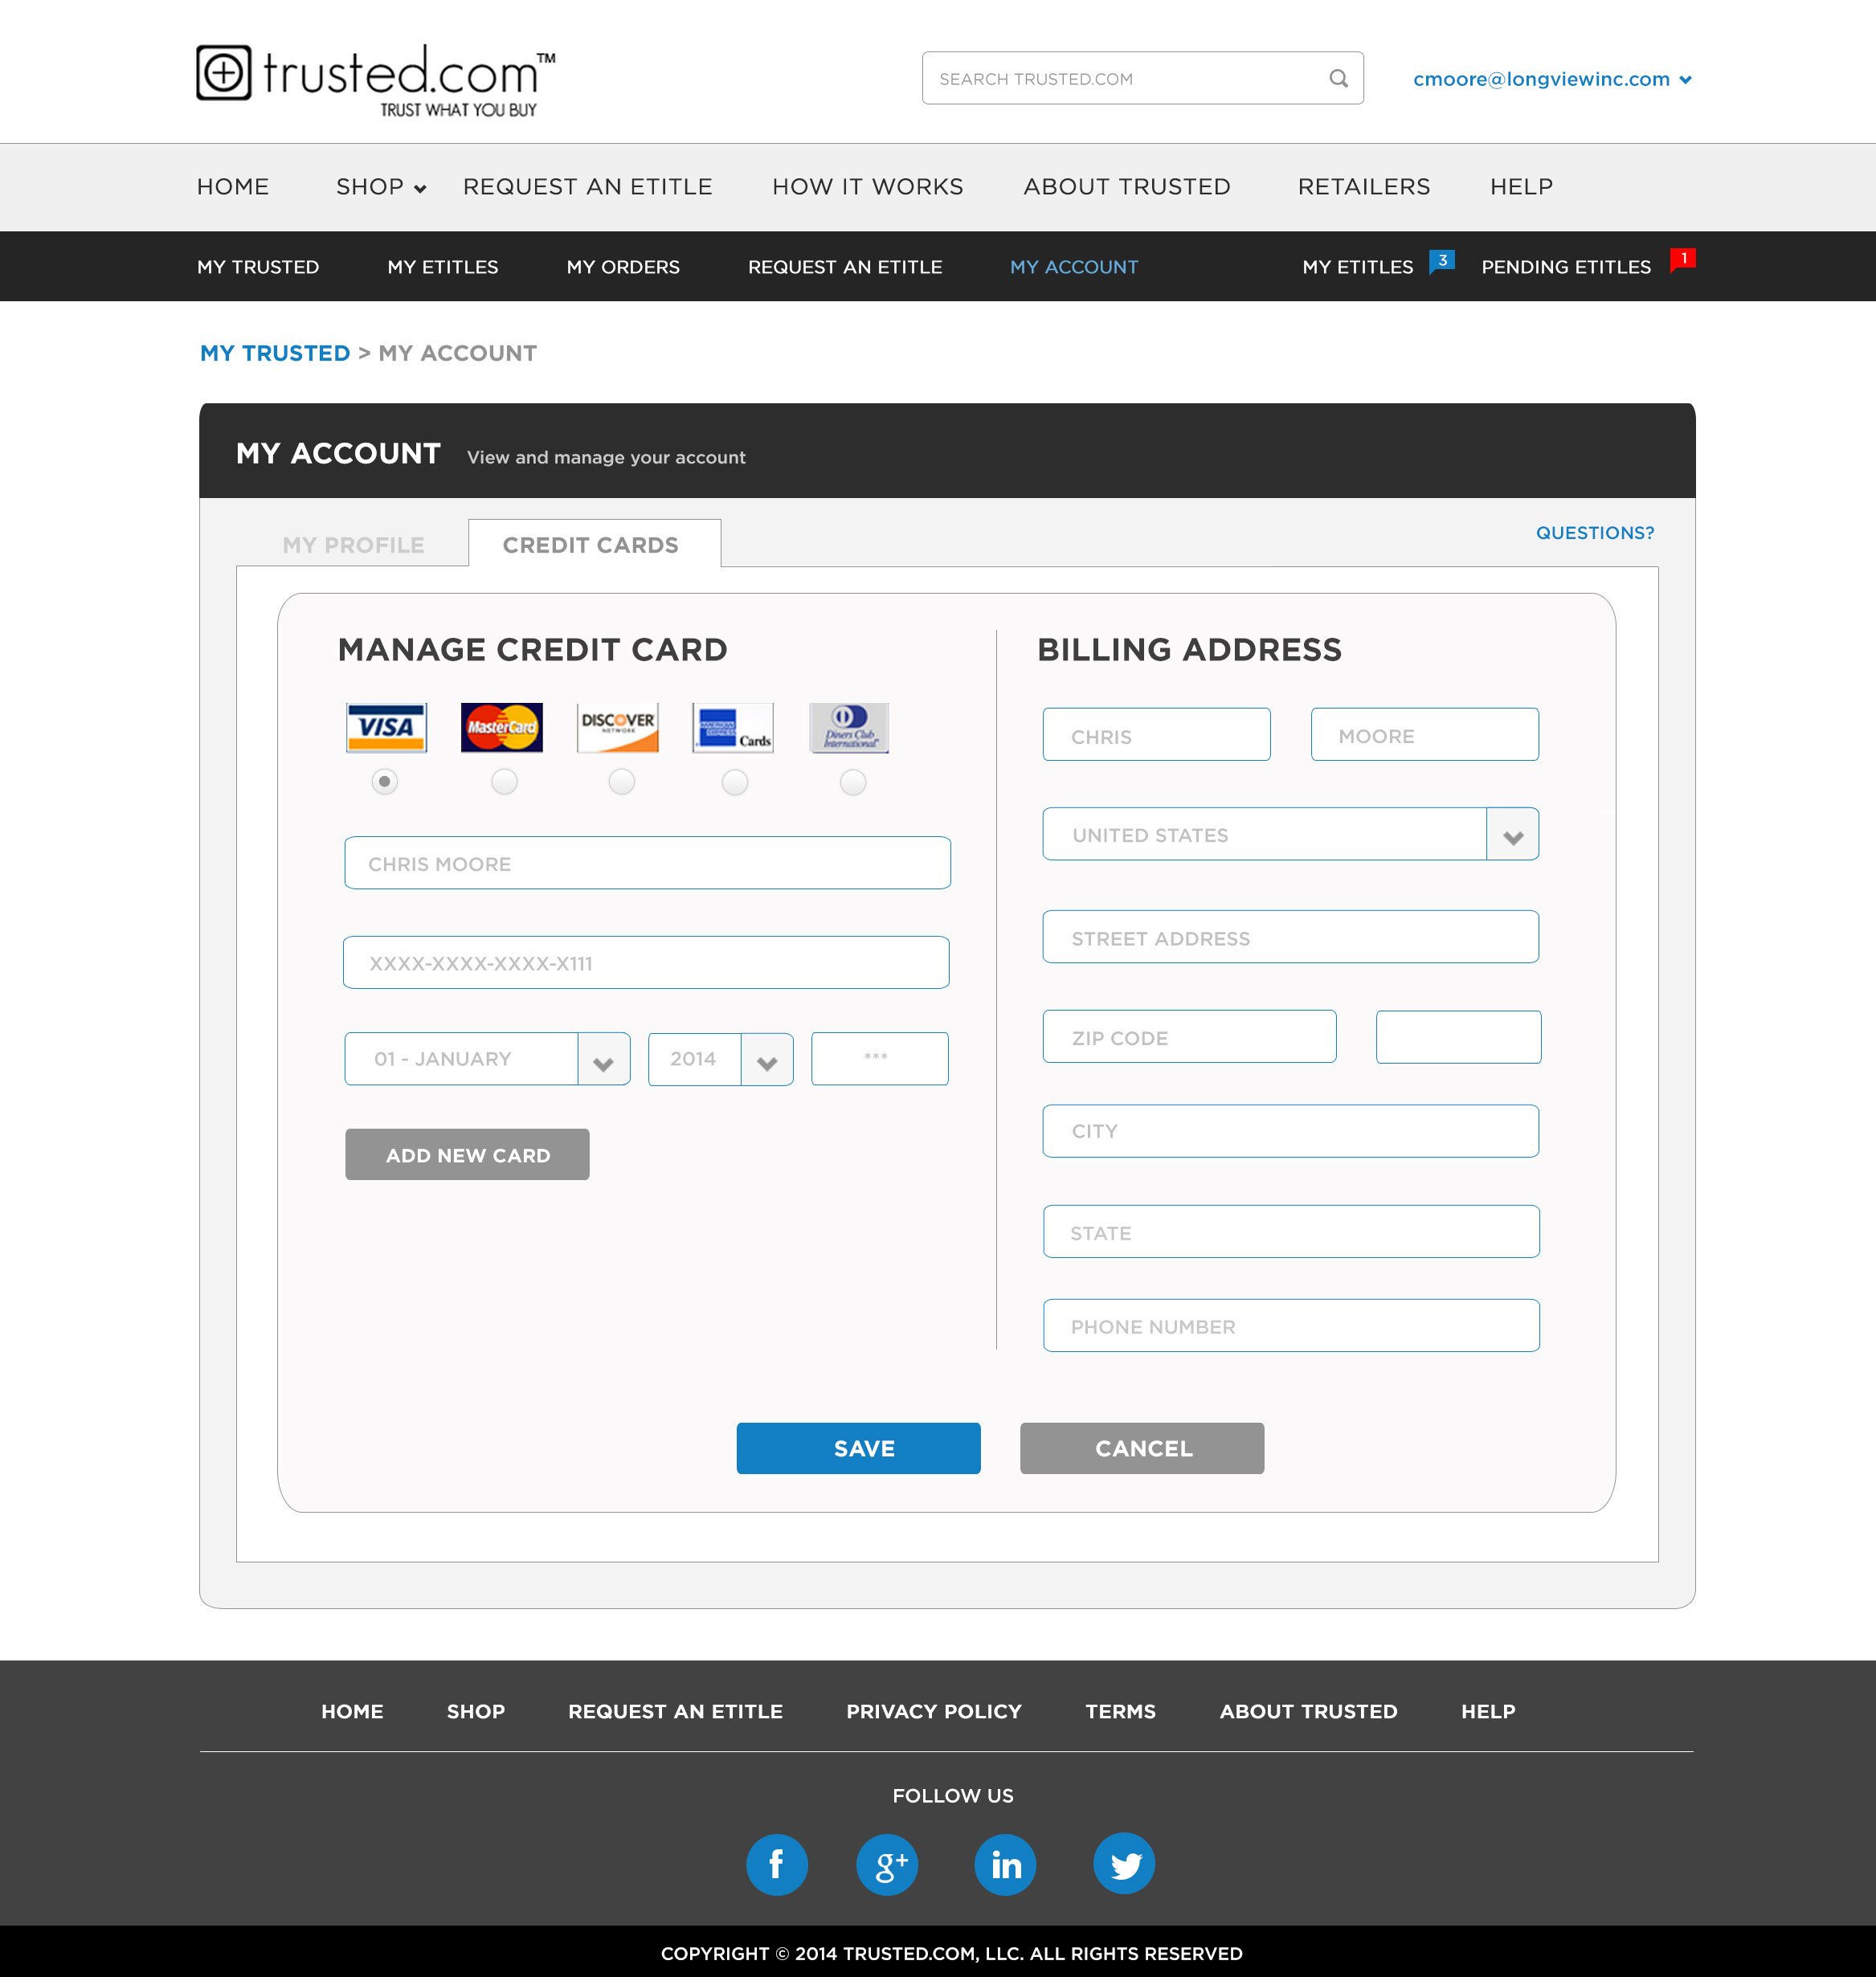 trusted.com™
TRUST WHAT YOU BUY
SEARCH TRUSTED.COM
cmoore@longviewinc.com
HOME SHOP REQUEST AN ETITLE HOW IT WORKS ABOUT TRUSTED RETAILERS HELP
MY TRUSTED MY ETITLES MY ORDERS REQUEST AN ETITLE MY ACCOUNT MY ETITLES 3 PENDING ETITLES 1
MY TRUSTED > MY ACCOUNT
MY ACCOUNT View and manage your account
QUESTIONS?
MY PROFILE CREDIT CARDS
MANAGE CREDIT CARD
VISA MasterCard DISCOVER NETWORK AMERICAN EXPRESS Cards Diners Club International
CHRIS MOORE
XXXX-XXXX-XXXX-X111
01 - JANUARY 2014 ***
ADD NEW CARD
BILLING ADDRESS
CHRIS MOORE
UNITED STATES
STREET ADDRESS
ZIP CODE
CITY
STATE
PHONE NUMBER
SAVE CANCEL
HOME SHOP REQUEST AN ETITLE PRIVACY POLICY TERMS ABOUT TRUSTED HELP
FOLLOW US
f g+ in
COPYRIGHT © 2014 TRUSTED.COM, LLC. ALL RIGHTS RESERVED